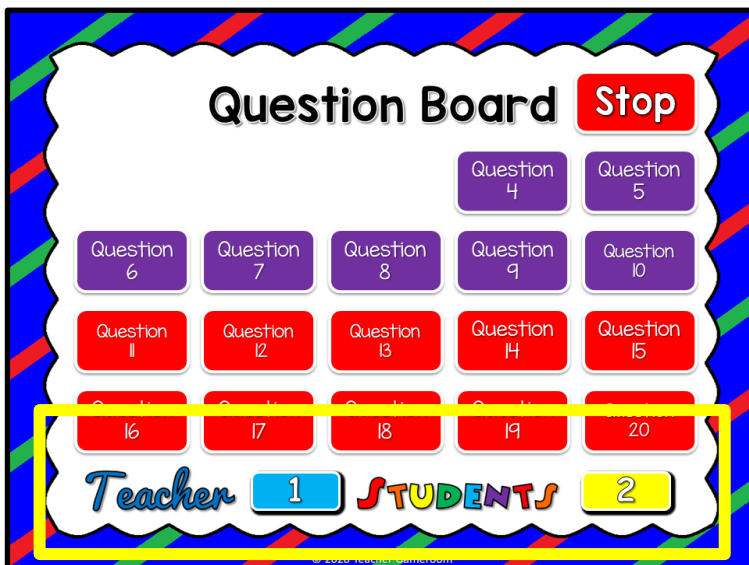 Question Board Stop
Question 4
Question 5
Question 6
Question 7
Question 8
Question 9
Question 10
Question 11
Question 12
Question 13
Question 14
Question 15
16
17
18
19
20
Teacher 1 STUDENTS 2